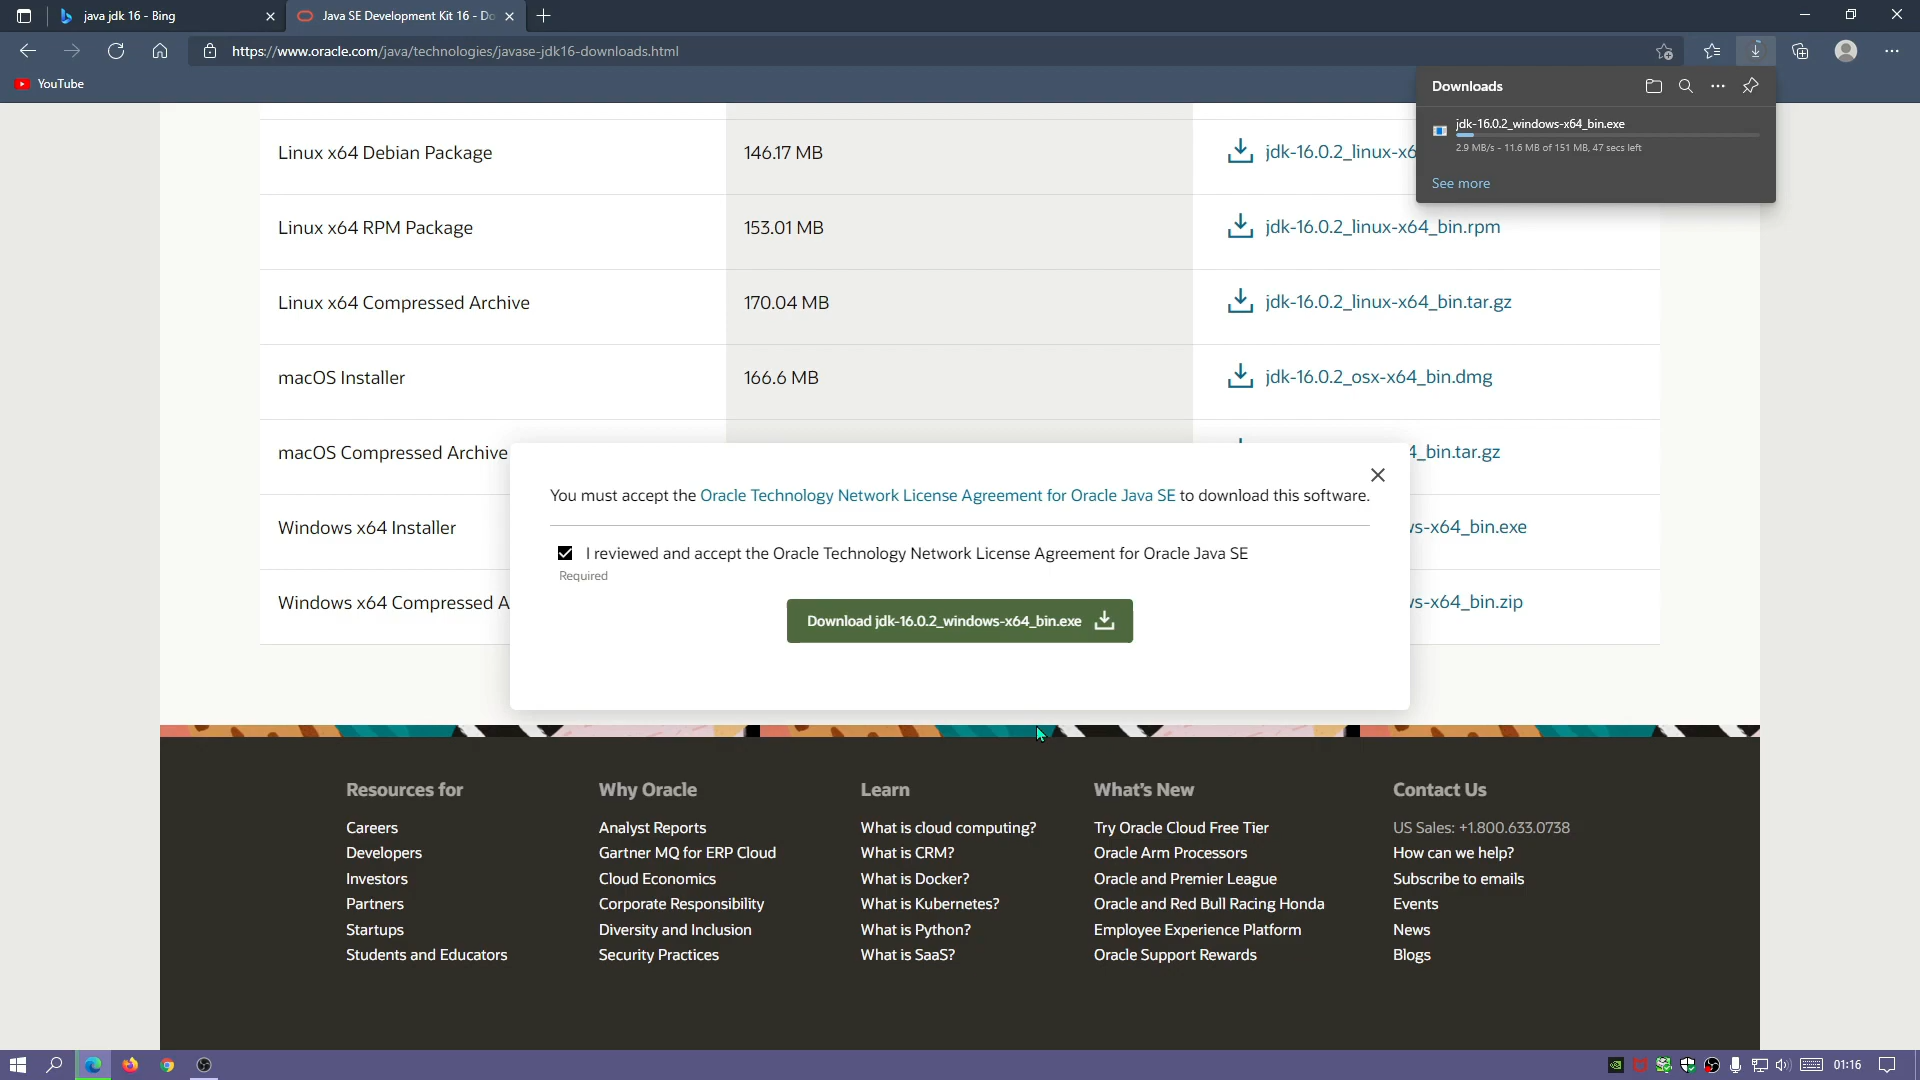 java jdk 16 - Bing
Java SE Development Kit 16 - Do
https://www.oracle.com/java/technologies/javase-jdk16-downloads.html
YouTube
Downloads
jdk-16.0.2_windows-x64_bin.exe
2.9 MB/s - 11.6 MB of 151 MB, 47 secs left
See more
Linux x64 Debian Package 146.17 MB jdk-16.0.2_linux-x6
Linux x64 RPM Package 153.01 MB jdk-16.0.2_linux-x64_bin.rpm
Linux x64 Compressed Archive 170.04 MB jdk-16.0.2_linux-x64_bin.tar.gz
macOS Installer 166.6 MB jdk-16.0.2_osx-x64_bin.dmg
macOS Compressed Archive 4_bin.tar.gz
Windows x64 Installer s-x64_bin.exe
Windows x64 Compressed A s-x64_bin.zip
You must accept the Oracle Technology Network License Agreement for Oracle Java SE to download this software.
I reviewed and accept the Oracle Technology Network License Agreement for Oracle Java SE
Required
Download jdk-16.0.2_windows-x64_bin.exe
Resources for
Careers
Developers
Investors
Partners
Startups
Students and Educators
Why Oracle
Analyst Reports
Gartner MQ for ERP Cloud
Cloud Economics
Corporate Responsibility
Diversity and Inclusion
Security Practices
Learn
What is cloud computing?
What is CRM?
What is Docker?
What is Kubernetes?
What is Python?
What is SaaS?
What's New
Try Oracle Cloud Free Tier
Oracle Arm Processors
Oracle and Premier League
Oracle and Red Bull Racing Honda
Employee Experience Platform
Oracle Support Rewards
Contact Us
US Sales: +1.800.633.0738
How can we help?
Subscribe to emails
Events
News
Blogs
01:16